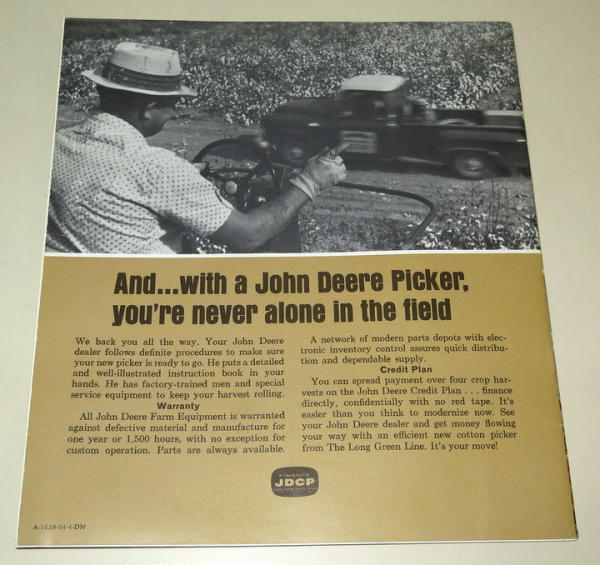 And...with a John Deere Picker,
you're never alone in the field
We back you all the way. Your John Deere
dealer follows definite procedures to make sure
your new picker is ready to go. He puts a detailed
and well-illustrated instruction book in your
hands. He has factory-trained men and special
service equipment to keep your harvest rolling.
Warranty
All John Deere Farm Equipment is warranted
against defective material and manufacture for
one year or 1,500 hours, with no exception for
custom operation. Parts are always available.
A network of modern parts depots with elec-
tronic inventory control assures quick distribu-
tion and dependable supply.
Credit Plan
You can spread payment over four crop har-
vests on the John Deere Credit Plan . . . finance
directly, confidentially with no red tape. It's
easier than you think to modernize now. See
your John Deere dealer and get money flowing
your way with an efficient new cotton picker
from The Long Green Line. It's your move!
FINANCE
JDCP
A-1628-64-4-DM